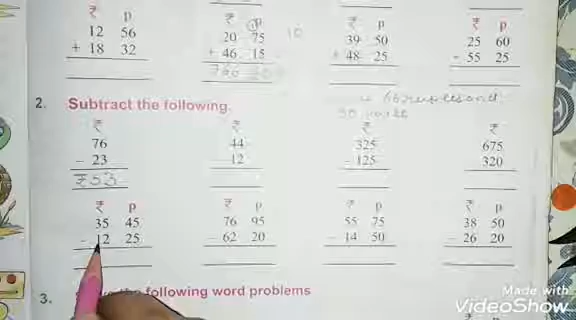 ₹ p ₹ p ₹ p ₹ p
12 56 20 75 39 50 25 60
+ 18 32 + 46 15 + 48 25 - 55 25
2. Subtract the following.
₹ ₹ ₹ ₹
76 44 325 675
- 23 - 12 - 125 320
₹53
₹ p ₹ p ₹ p ₹ p
35 45 76 95 55 75 38 50
- 12 25 - 62 20 - 14 50 - 26 20
3. the following word problems
Made with
VideoShow